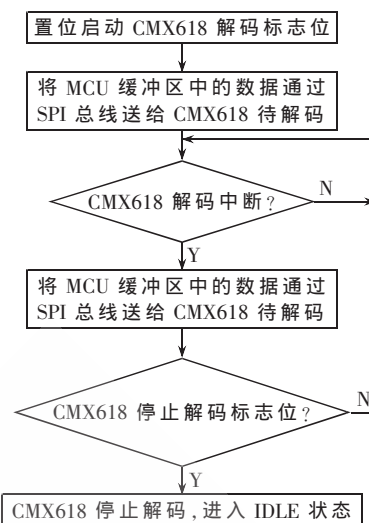 置位启动 CMX618 解码标志位
将 MCU 缓冲区中的数据通过
SPI 总线送给 CMX618 待解码
CMX618 解码中断?
N
Y
将 MCU 缓冲区中的数据通过
SPI 总线送给 CMX618 待解码
CMX618 停止解码标志位?
N
Y
CMX618 停止解码,进入 IDLE 状态